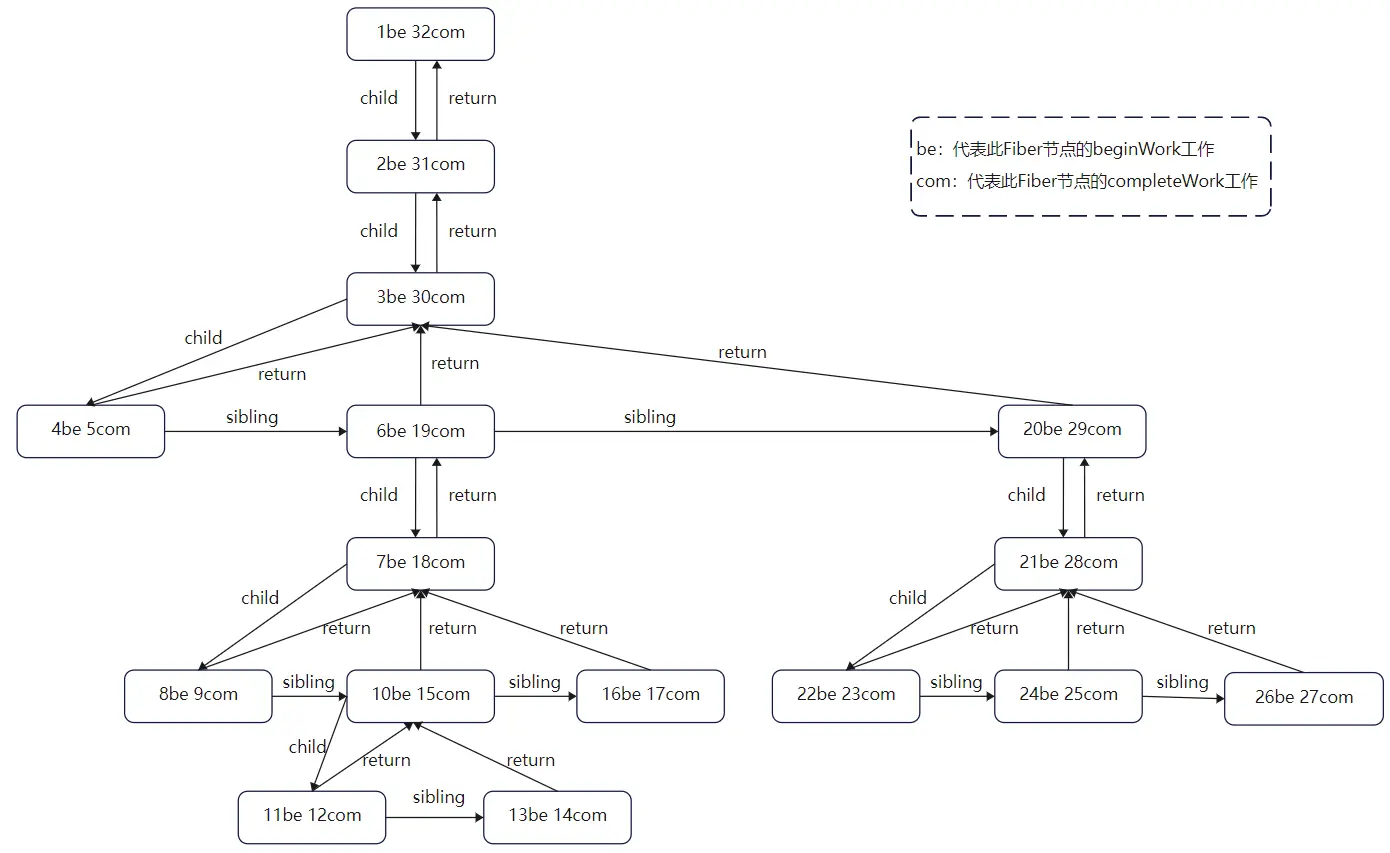 1be 32com
child
return
be：代表此Fiber节点的beginWork工作
com：代表此Fiber节点的completeWork工作
2be 31com
child
return
3be 30com
child
return
return
return
4be 5com
sibling
6be 19com
sibling
20be 29com
child
return
child
return
7be 18com
21be 28com
child
return
return
return
child
return
return
return
8be 9com
sibling
10be 15com
sibling
16be 17com
22be 23com
sibling
24be 25com
sibling
26be 27com
child
return
return
11be 12com
sibling
13be 14com